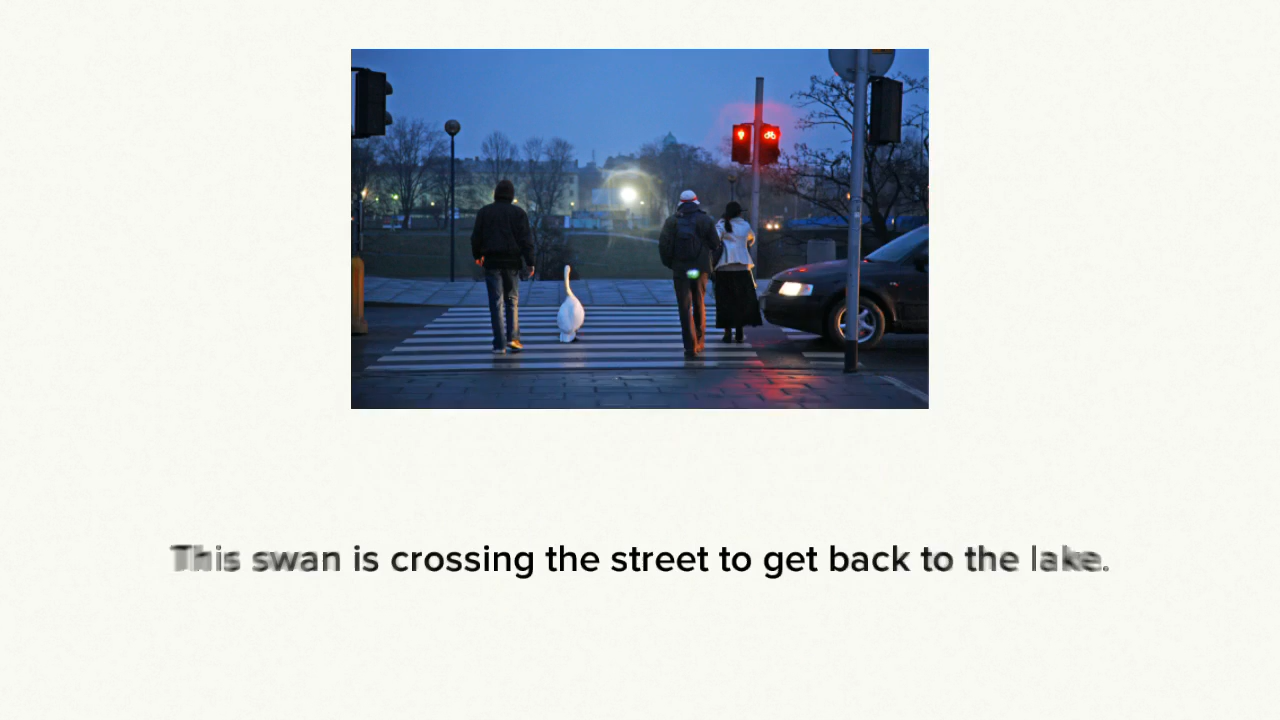 This swan is crossing the street to get back to the lake.